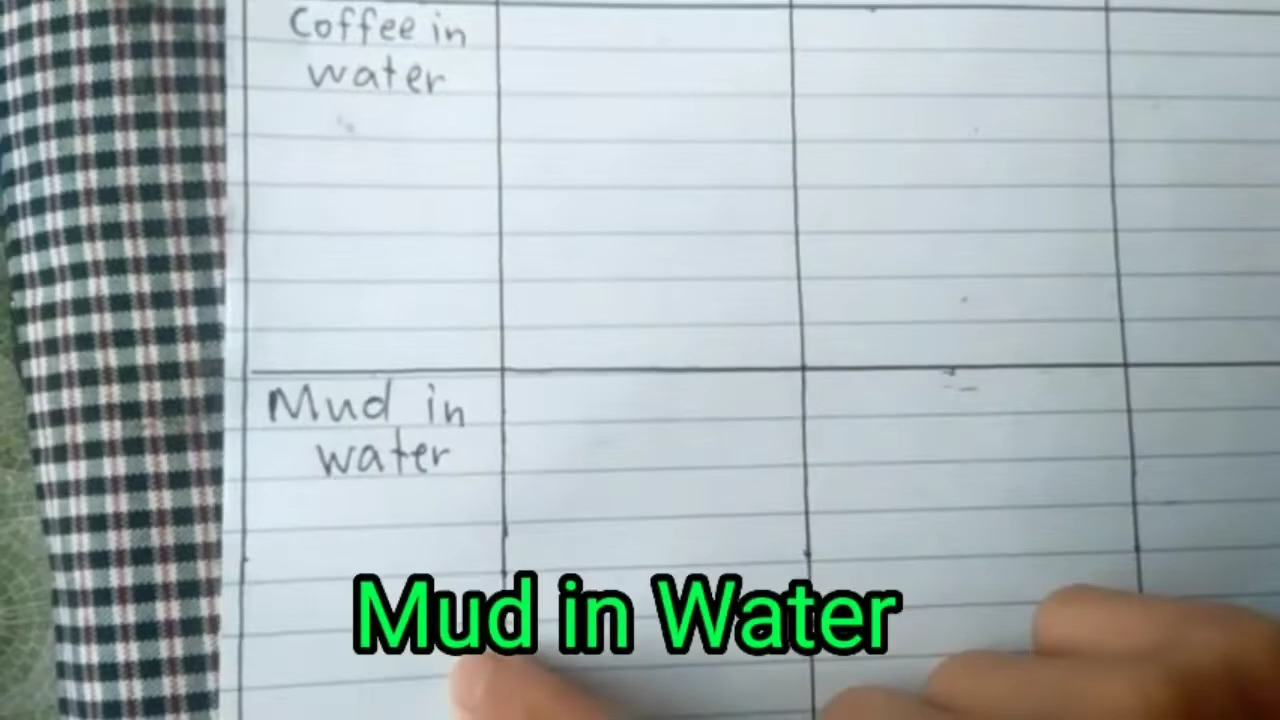 Coffee in
water
Mud in
water
Mud in Water